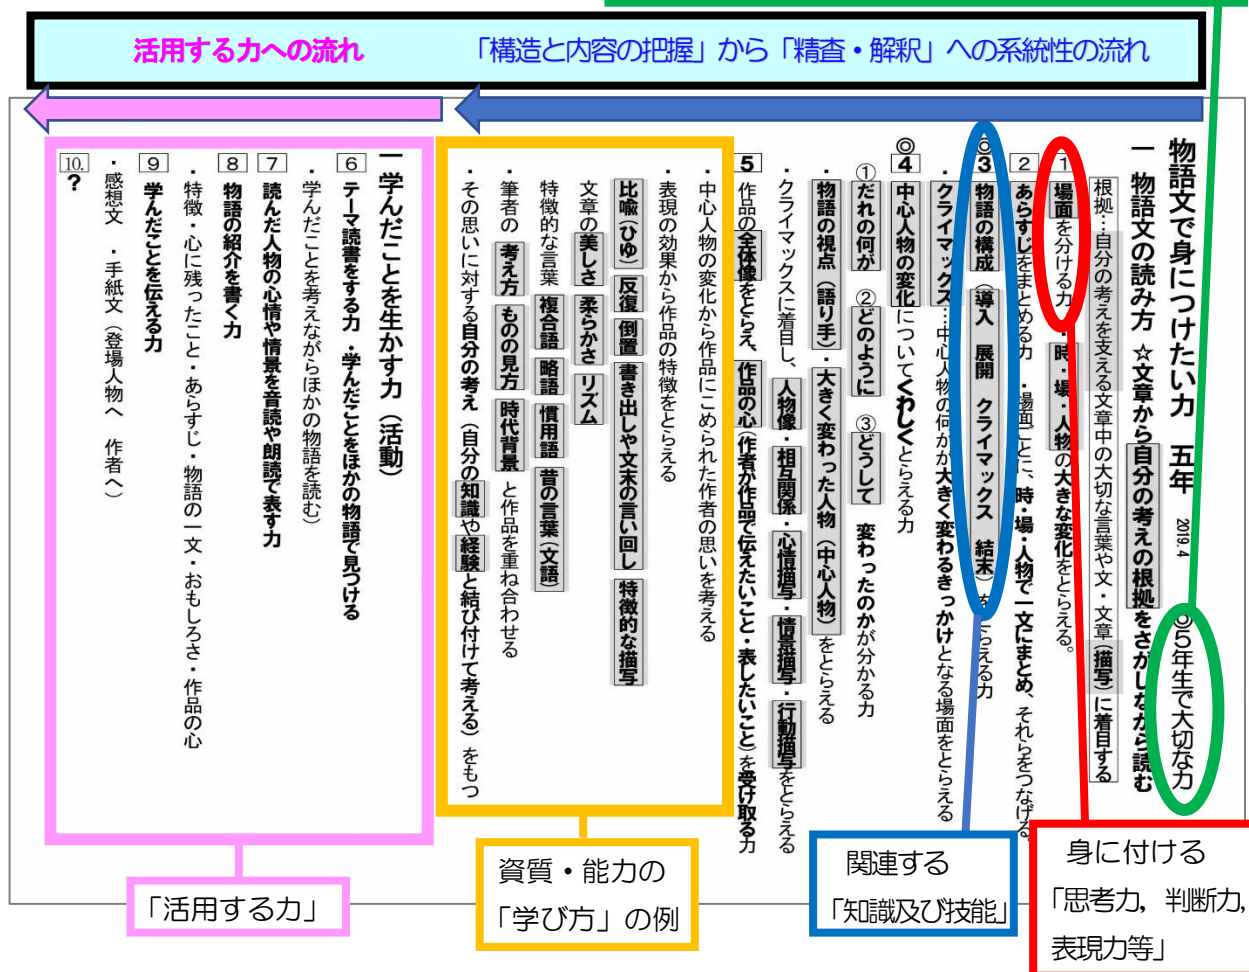 活用する力への流れ
「構造と内容の把握」から「精査・解釈」への系統性の流れ
物語文で身につけたい力 五年 2019.4 ◎5年生で大切な力
一 物語文の読み方 ☆文章から自分の考えの根拠をさがしながら読む
根拠…自分の考えを支える文章中の大切な言葉や文・文章(描写)に着目する
1 場面を分ける力 ・時・場・人物の大きな変化をとらえる。
2 あらすじをまとめる力 ・場面ごとに、時・場・人物で一文にまとめ、それらをつなげる。
◎3 物語の構成(導入 展開 クライマックス 結末)をとらえる力
・クライマックス…中心人物の何かが大きく変わるきっかけとなる場面をとらえる
◎4 中心人物の変化についてくわしくとらえる力
①だれの何が ②どのように ③どうして 変わったのかが分かる力
・物語の視点(語り手)・大きく変わった人物(中心人物)をとらえる
・クライマックスに着目し、人物像・相互関係・心情描写・情景描写・行動描写をとらえる
5 作品の全体像をとらえ、作品の心(作者が作品で伝えたいこと・表したいこと)を受け取る力
・中心人物の変化から作品にこめられた作者の思いを考える
・表現の効果から作品の特徴をとらえる
比喩(ひゆ) 反復 倒置 書き出しや文末の言い回し 特徴的な描写
文章の美しさ 柔らかさ リズム
特徴的な言葉 複合語 略語 慣用語 昔の言葉(文語)
・筆者の 考え方 ものの見方 時代背景 と作品を重ね合わせる
・その思いに対する自分の考え(自分の知識や経験と結び付けて考える)をもつ
一学んだことを生かす力(活動)
6 テーマ読書をする力 ・学んだことをほかの物語で見つける
・学んだことを考えながらほかの物語を読む)
7 読んだ人物の心情や情景を音読や朗読で表す力
8 物語の紹介を書く力
・特徴・心に残ったこと・あらすじ・物語の一文・おもしろさ・作品の心
9 学んだことを伝える力
・感想文 ・手紙文(登場人物へ 作者へ)
10. ?
「活用する力」
資質・能力の
「学び方」の例
関連する
「知識及び技能」
身に付ける
「思考力,判断力,
表現力等」